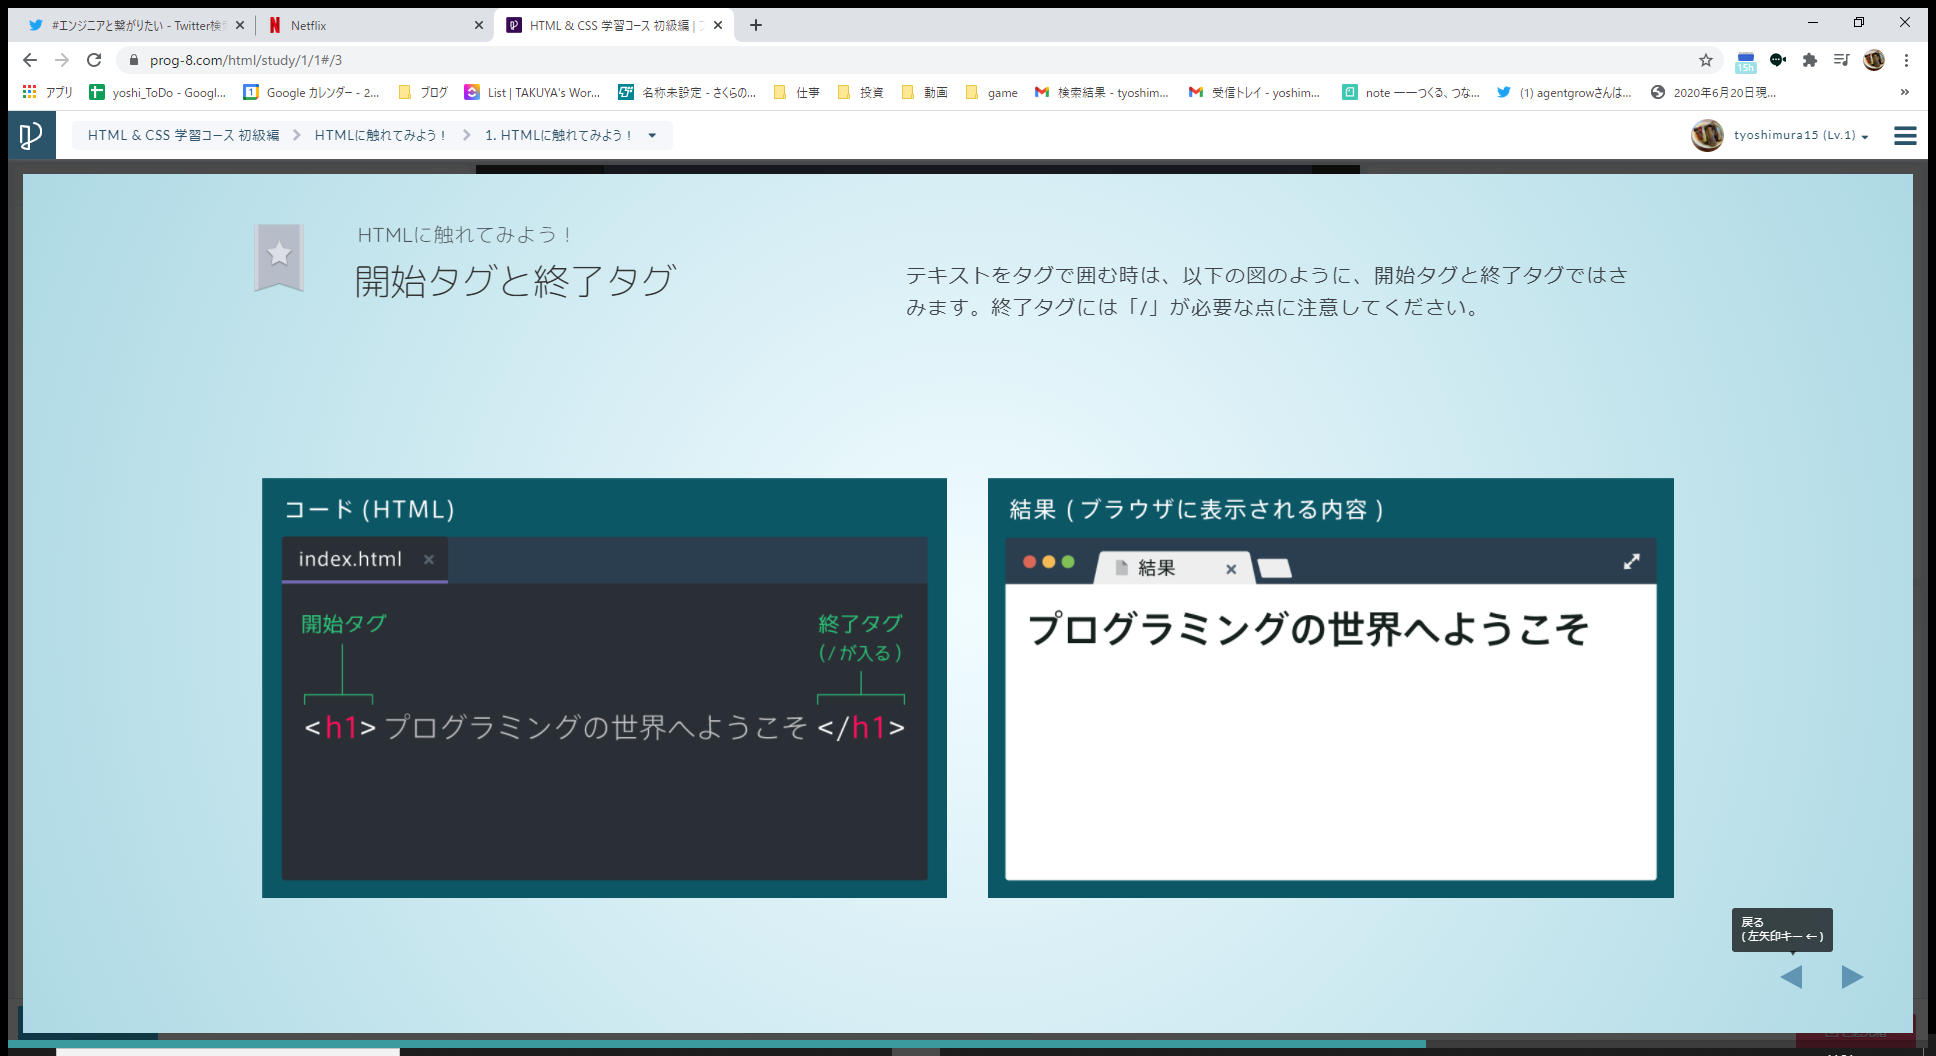 #エンジニアと繋がりたい - Twitter検
Netflix
HTML & CSS 学習コース 初級編 |
prog-8.com/html/study/1/1#/3
15h
アプリ
yoshi_ToDo - Googl...
Google カレンダー - 2...
ブログ
List | TAKUYA's Wor...
名称未設定 - さくらの...
仕事
投資
動画
game
検索結果 - tyoshim...
受信トレイ - yoshim...
note ーーつくる、つな...
(1) agentgrowさんは...
2020年6月20日現...
»
HTML & CSS 学習コース 初級編
HTMLに触れてみよう！
1. HTMLに触れてみよう！
tyoshimura15 (Lv.1)
HTMLに触れてみよう！
開始タグと終了タグ
テキストをタグで囲む時は、以下の図のように、開始タグと終了タグではさ
みます。終了タグには「/」が必要な点に注意してください。
コード (HTML)
index.html
開始タグ
終了タグ
(/ が入る)
<h1> プログラミングの世界へようこそ </h1>
結果 ( ブラウザに表示される内容 )
結果
プログラミングの世界へようこそ
戻る
(左矢印キー ←)